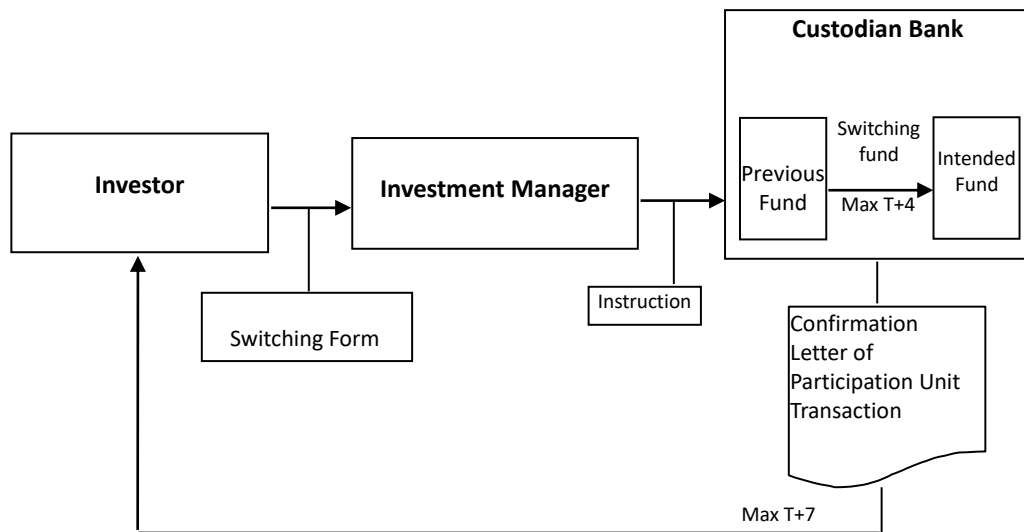 Custodian Bank
Investor
Investment Manager
Previous
Fund
Switching
fund
Max T+4
Intended
Fund
Switching Form
Instruction
Confirmation
Letter of
Participation Unit
Transaction
Max T+7